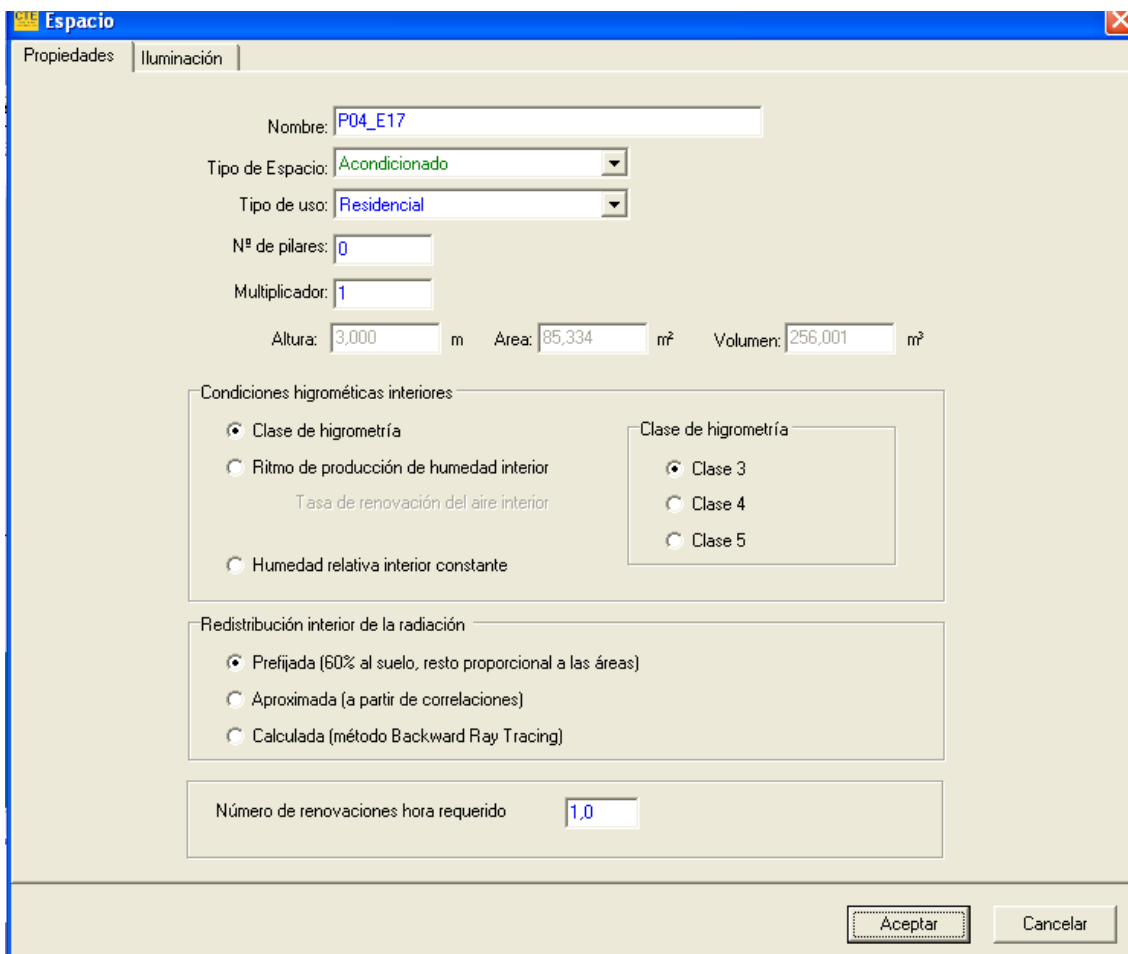 CTE Espacio
Propiedades Iluminación
Nombre: P04_E17
Tipo de Espacio: Acondicionado
Tipo de uso: Residencial
Nº de pilares: 0
Multiplicador: 1
Altura: 3,000 m Area: 85,334 m² Volumen: 256,001 m³
Condiciones higrométicas interiores
Clase de higrometría
Ritmo de producción de humedad interior
Tasa de renovación del aire interior
Humedad relativa interior constante
Clase de higrometría
Clase 3
Clase 4
Clase 5
Redistribución interior de la radiación
Prefijada (60% al suelo, resto proporcional a las áreas)
Aproximada (a partir de correlaciones)
Calculada (método Backward Ray Tracing)
Número de renovaciones hora requerido 1,0
Aceptar Cancelar